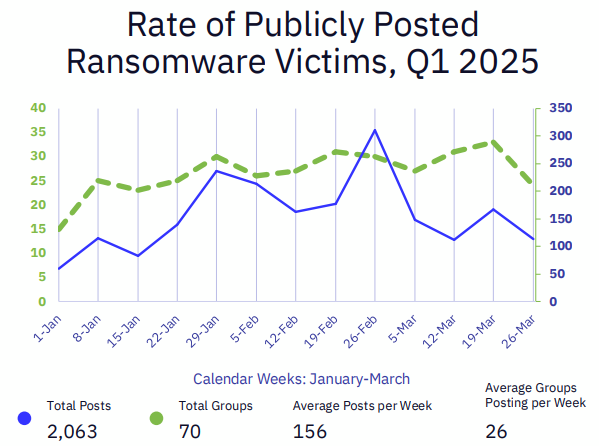 Rate of Publicly Posted
Ransomware Victims, Q1 2025
40
35
30
25
20
15
10
5
0
350
300
250
200
150
100
50
0
1-Jan
8-Jan
15-Jan
22-Jan
29-Jan
5-Feb
12-Feb
19-Feb
26-Feb
5-Mar
12-Mar
19-Mar
26-Mar
Calendar Weeks: January-March
Total Posts
2,063
Total Groups
70
Average Posts per Week
156
Average Groups
Posting per Week
26